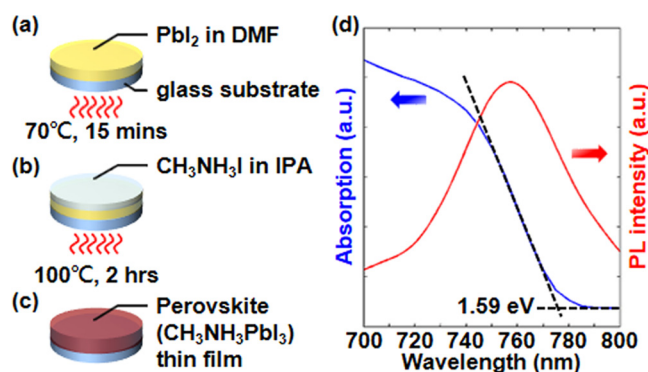 (a)
PbI₂ in DMF
glass substrate
70℃, 15 mins
(b)
CH₃NH₃I in IPA
100℃, 2 hrs
(c)
Perovskite
(CH₃NH₃PbI₃)
thin film
(d)
Absorption (a.u.)
PL intensity (a.u.)
1.59 eV
700 720 740 760 780 800
Wavelength (nm)